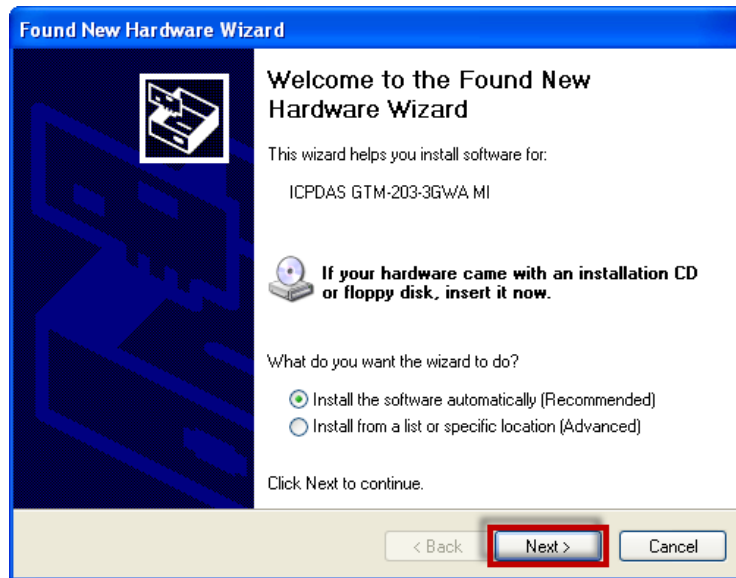 Found New Hardware Wizard
Welcome to the Found New
Hardware Wizard
This wizard helps you install software for:
ICPDAS GTM-203-3GWA MI
If your hardware came with an installation CD
or floppy disk, insert it now.
What do you want the wizard to do?
Install the software automatically (Recommended)
Install from a list or specific location (Advanced)
Click Next to continue.
< Back Next > Cancel